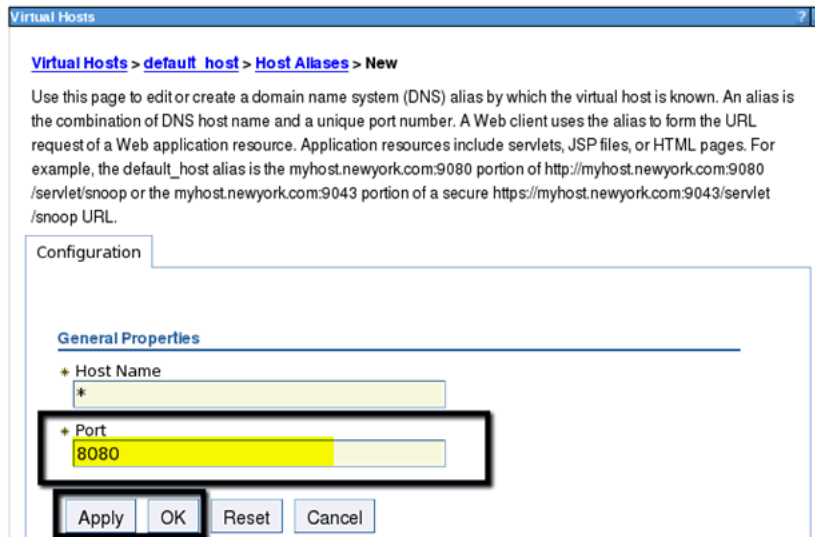 Virtual Hosts ?
Virtual Hosts > default_host > Host Aliases > New
Use this page to edit or create a domain name system (DNS) alias by which the virtual host is known. An alias is
the combination of DNS host name and a unique port number. A Web client uses the alias to form the URL
request of a Web application resource. Application resources include servlets, JSP files, or HTML pages. For
example, the default_host alias is the myhost.newyork.com:9080 portion of http://myhost.newyork.com:9080
/servlet/snoop or the myhost.newyork.com:9043 portion of a secure https://myhost.newyork.com:9043/servlet
/snoop URL.
Configuration
General Properties
* Host Name
*
* Port
8080
Apply OK Reset Cancel